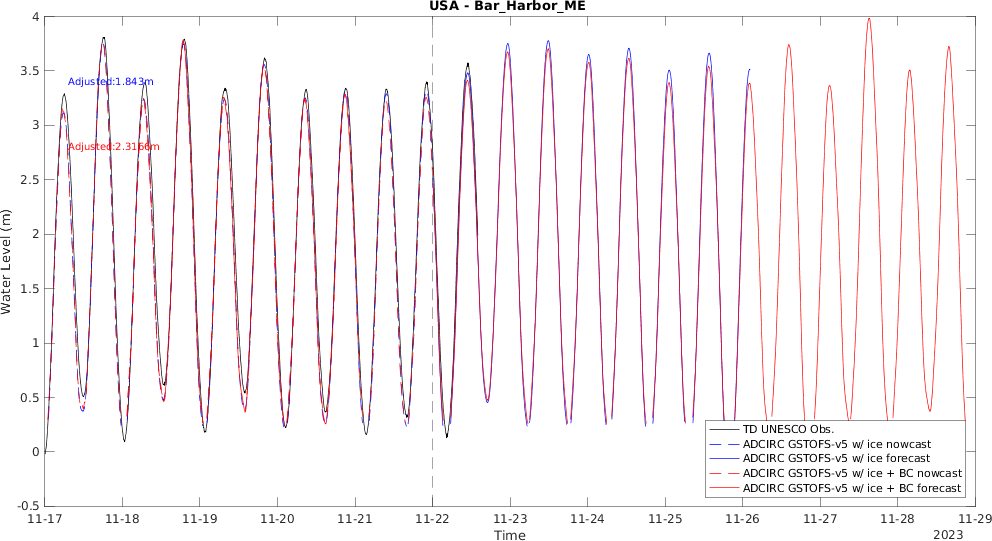 USA - Bar_Harbor_ME
4
3.5
3
2.5
2
1.5
1
0.5
0
-0.5
Water Level (m)
Adjusted:1.843m
Adjusted:2.3166m
TD UNESCO Obs.
ADCIRC GSTOFS-v5 w/ ice nowcast
ADCIRC GSTOFS-v5 w/ ice forecast
ADCIRC GSTOFS-v5 w/ ice + BC nowcast
ADCIRC GSTOFS-v5 w/ ice + BC forecast
11-17 11-18 11-19 11-20 11-21 11-22 11-23 11-24 11-25 11-26 11-27 11-28 11-29
Time
2023